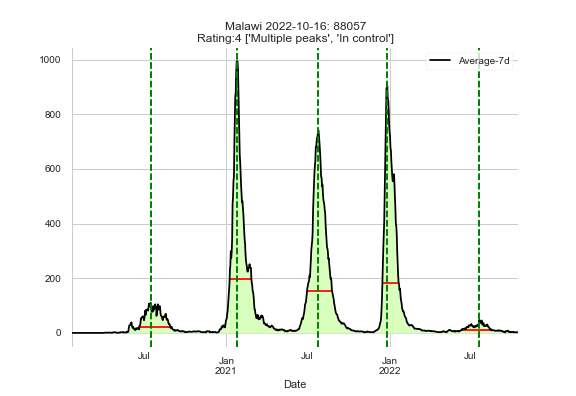 Malawi 2022-10-16: 88057
Rating:4 ['Multiple peaks', 'In control']
Average-7d
1000
800
600
400
200
0
Jul
Jan
2021
Jul
Jan
2022
Jul
Date